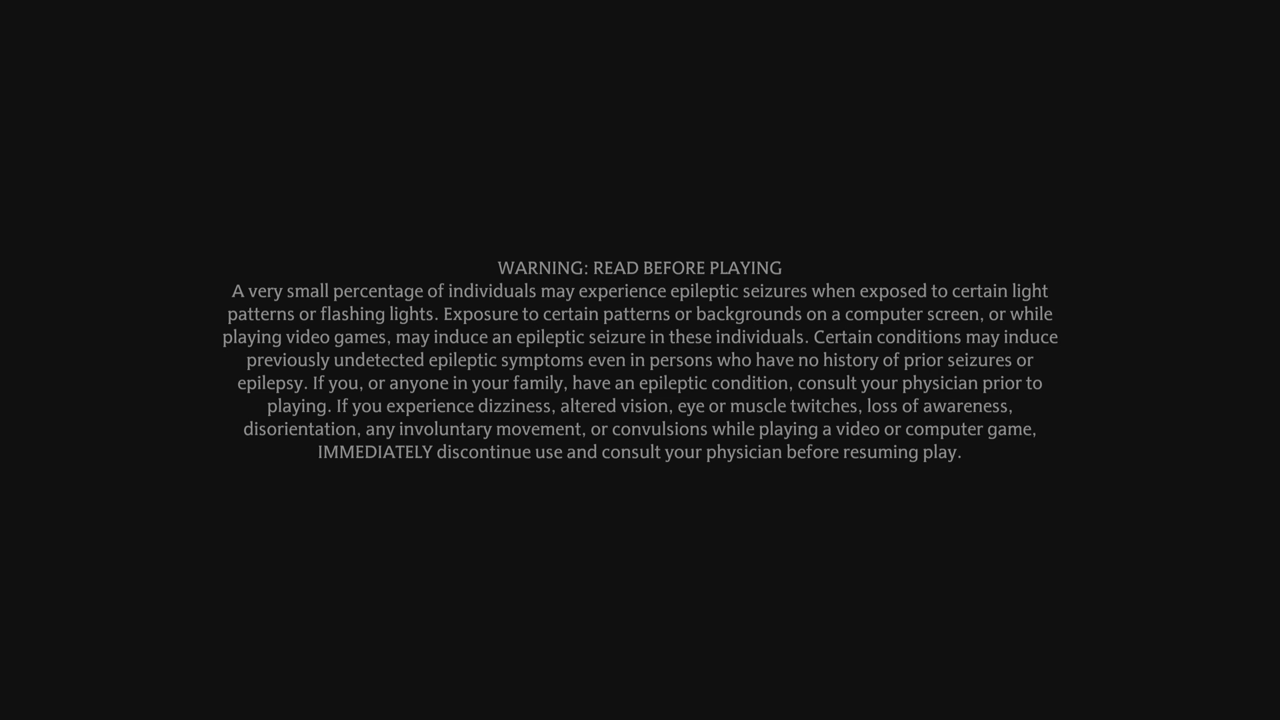 WARNING: READ BEFORE PLAYING
A very small percentage of individuals may experience epileptic seizures when exposed to certain light
patterns or flashing lights. Exposure to certain patterns or backgrounds on a computer screen, or while
playing video games, may induce an epileptic seizure in these individuals. Certain conditions may induce
previously undetected epileptic symptoms even in persons who have no history of prior seizures or
epilepsy. If you, or anyone in your family, have an epileptic condition, consult your physician prior to
playing. If you experience dizziness, altered vision, eye or muscle twitches, loss of awareness,
disorientation, any involuntary movement, or convulsions while playing a video or computer game,
IMMEDIATELY discontinue use and consult your physician before resuming play.